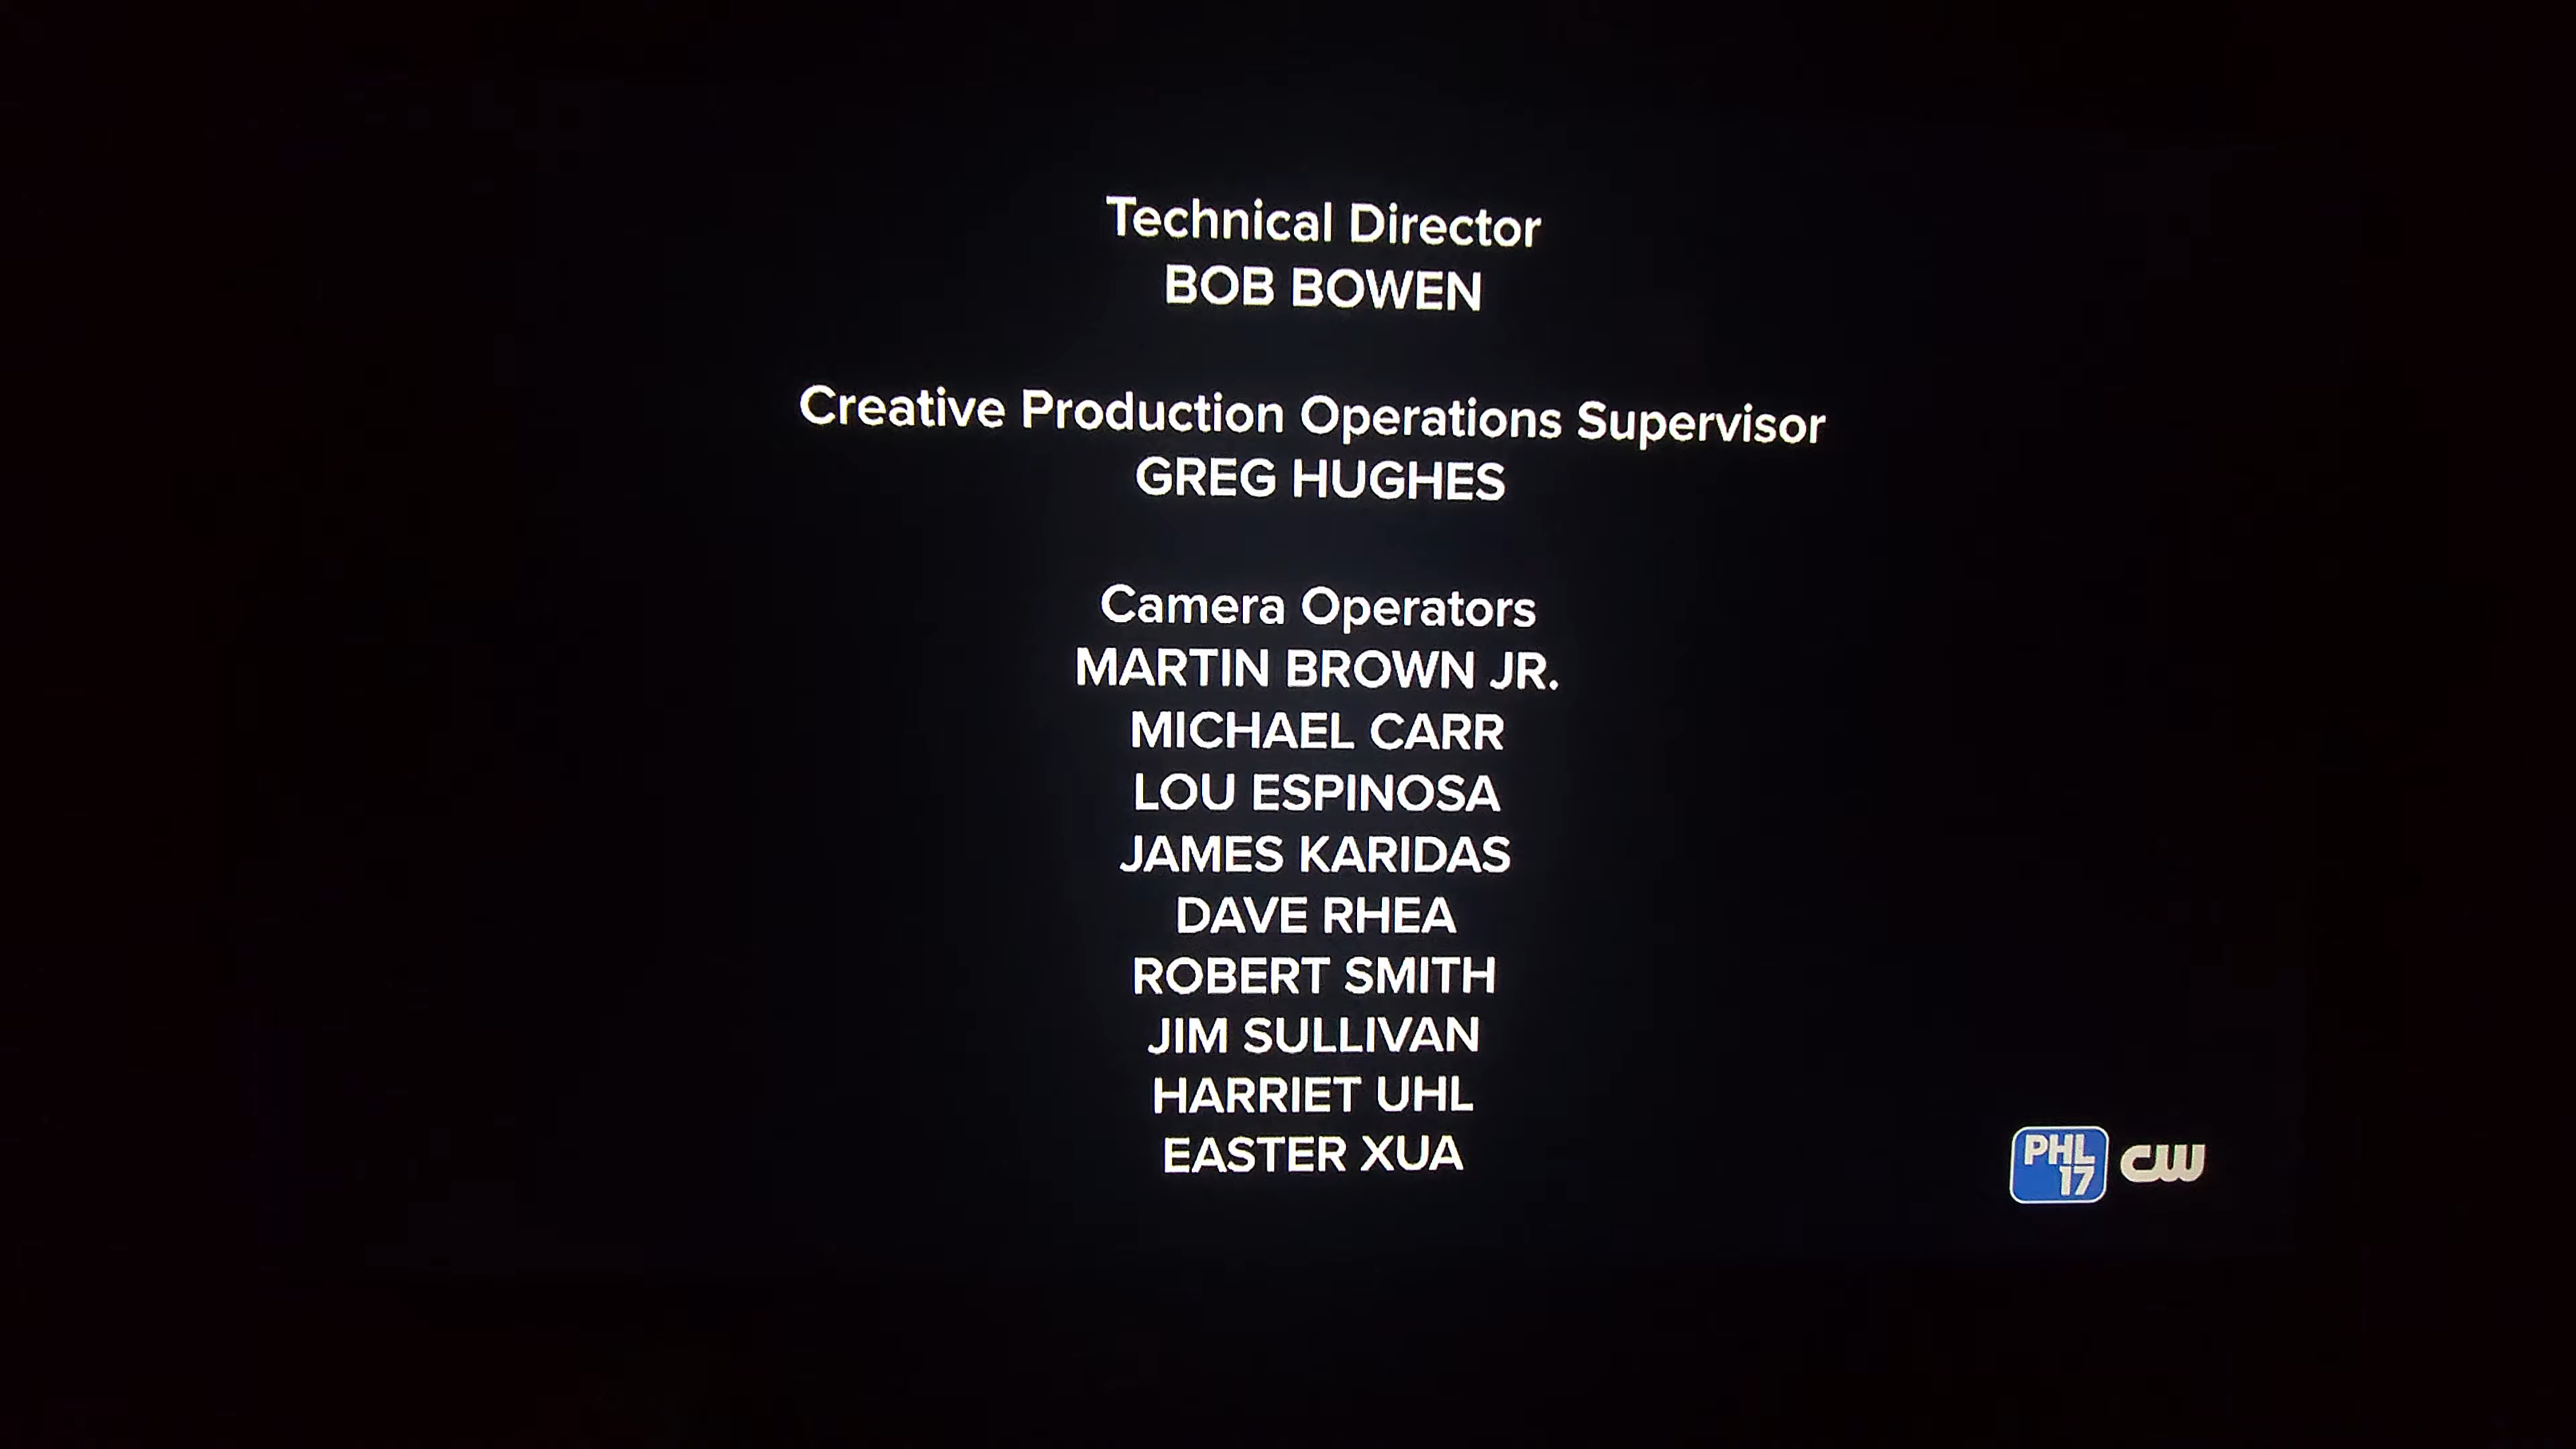 Technical Director
BOB BOWEN
Creative Production Operations Supervisor
GREG HUGHES
Camera Operators
MARTIN BROWN JR.
MICHAEL CARR
LOU ESPINOSA
JAMES KARIDAS
DAVE RHEA
ROBERT SMITH
JIM SULLIVAN
HARRIET UHL
EASTER XUA
PHL
17
CW